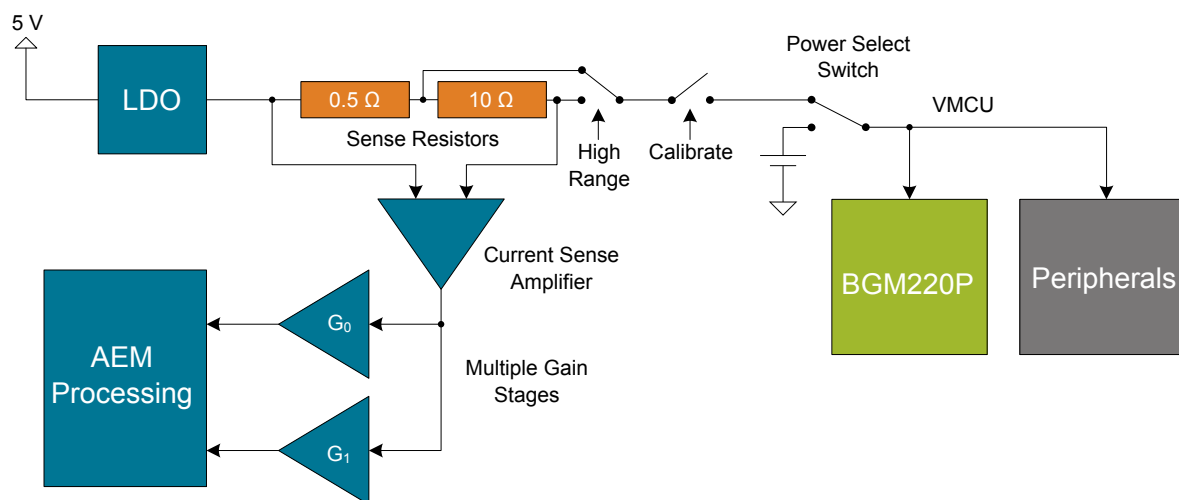 5 V
LDO
0.5 Ω
10 Ω
Sense Resistors
High
Range
Calibrate
Power Select
Switch
VMCU
BGM220P
Peripherals
Current Sense
Amplifier
G0
Multiple Gain
Stages
G1
AEM
Processing